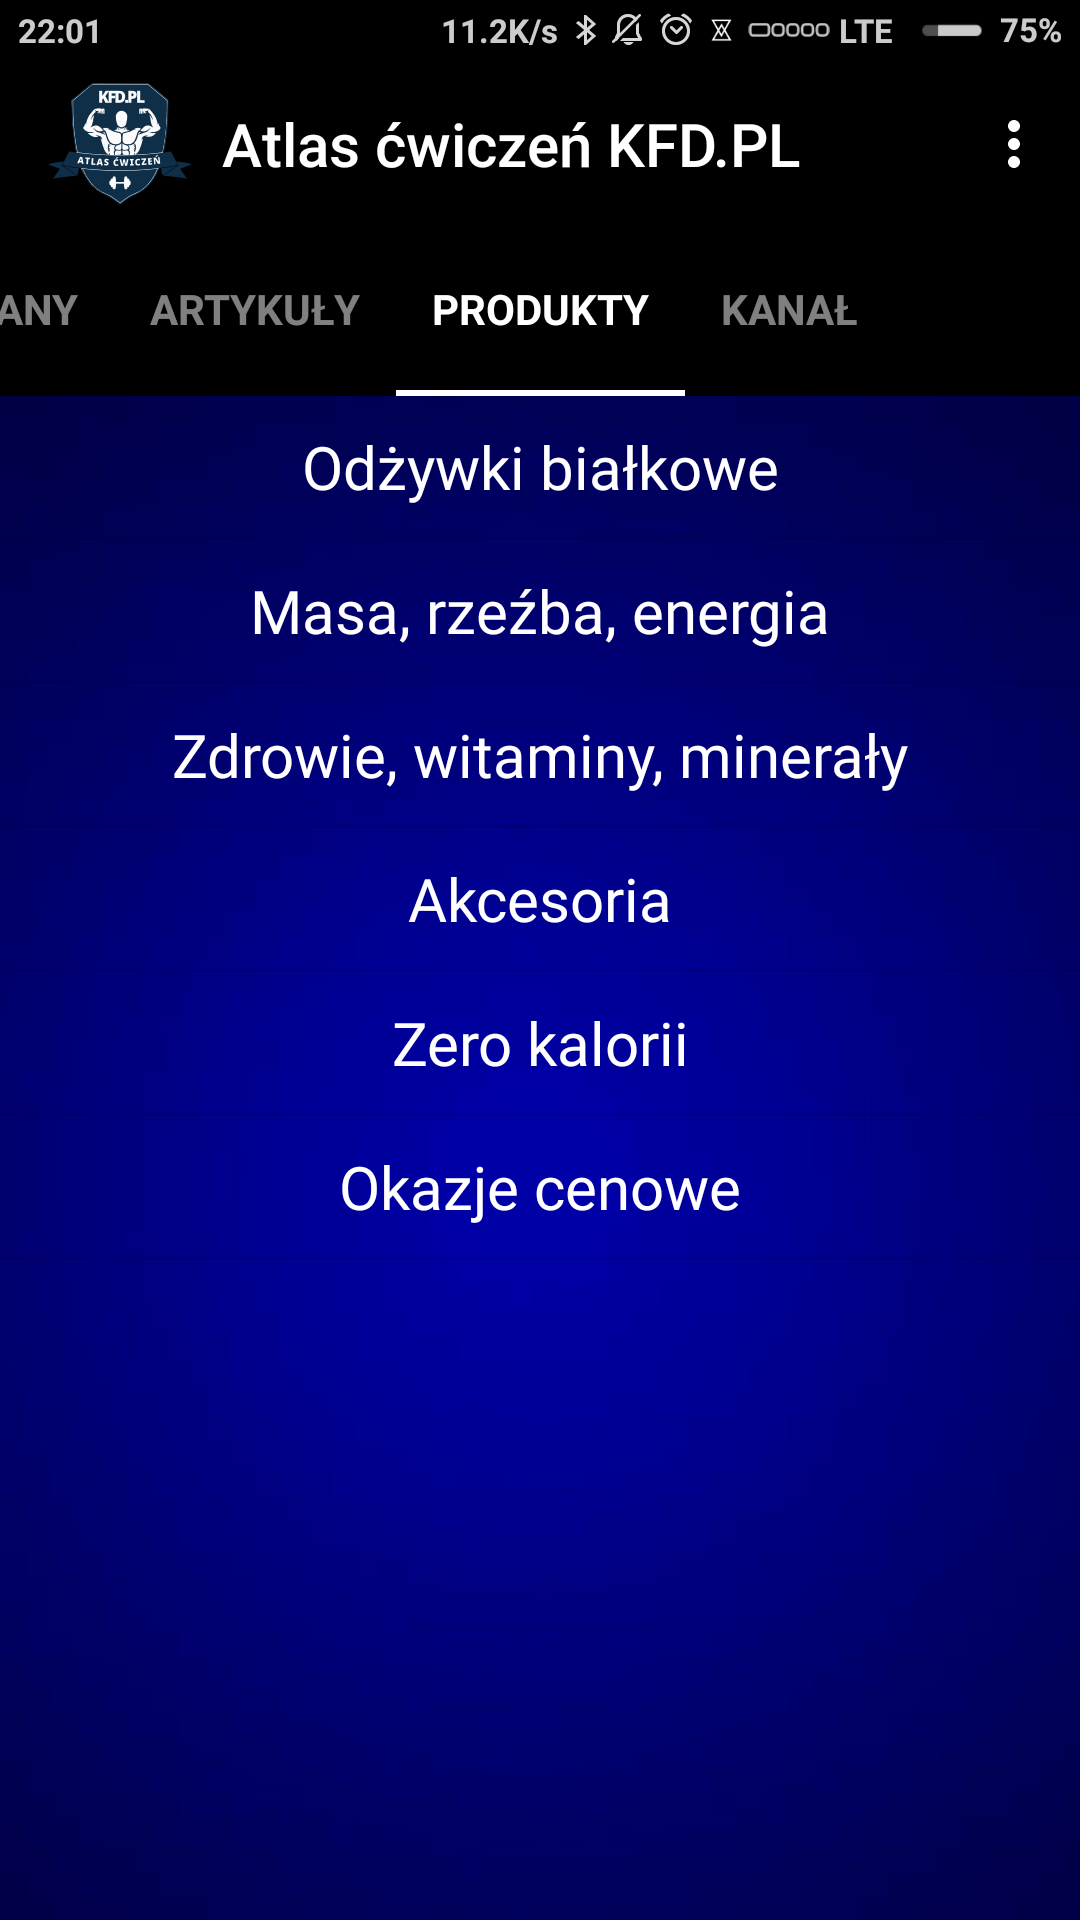 22:01 11.2K/s LTE 75%
KFD.PL
ATLAS ĆWICZEŃ
Atlas ćwiczeń KFD.PL
ANY ARTYKUŁY PRODUKTY KANAŁ
Odżywki białkowe
Masa, rzeźba, energia
Zdrowie, witaminy, minerały
Akcesoria
Zero kalorii
Okazje cenowe